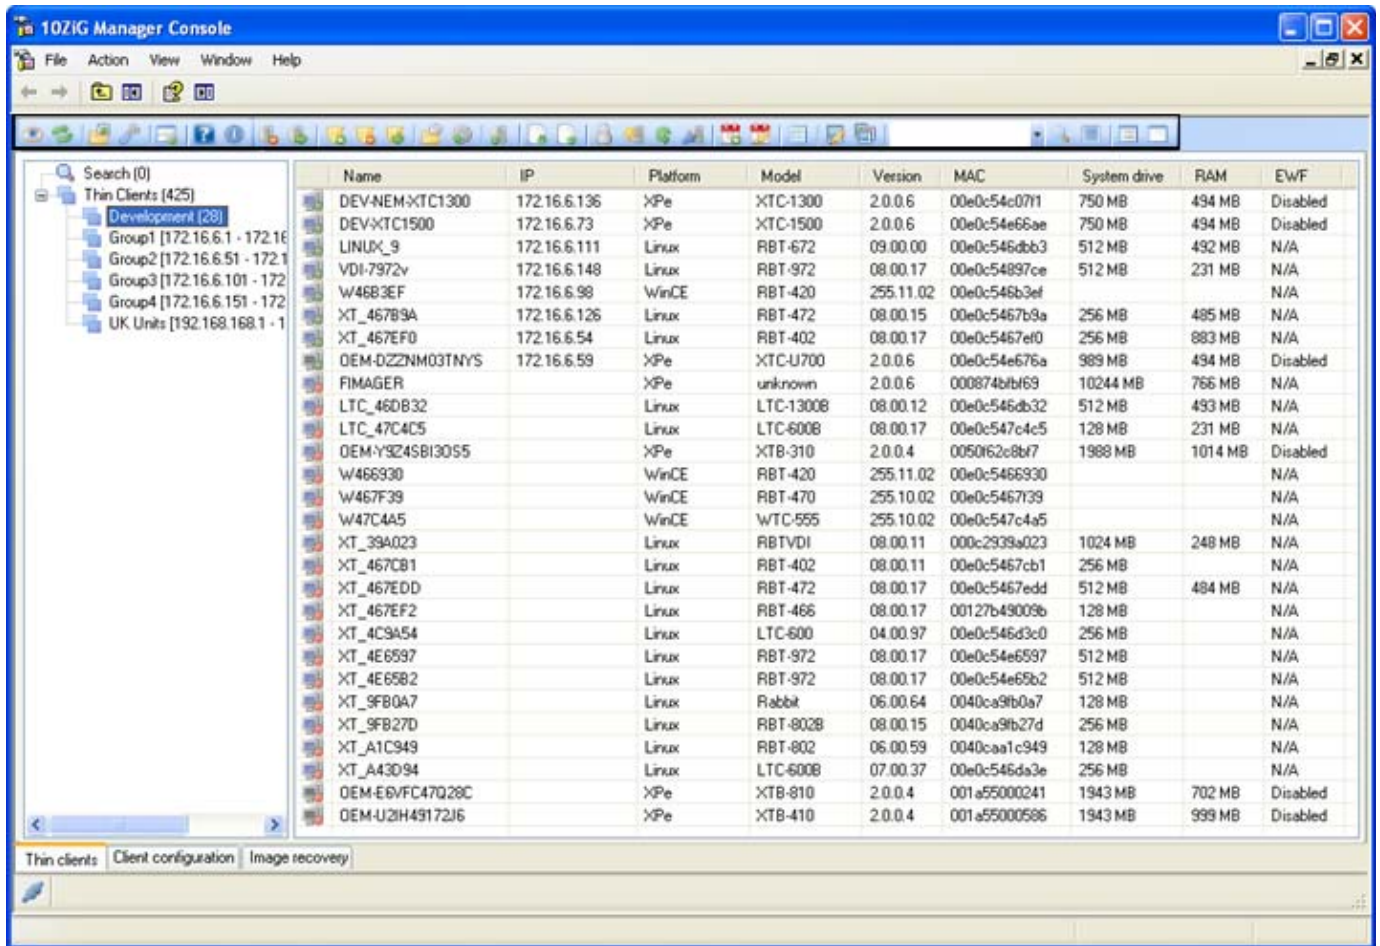 10ZiG Manager Console
File Action View Window Help
Search (0)
Thin Clients (425)
Development (28)
Group1 [172.16.6.1 - 172.16
Group2 [172.16.6.51 - 172.1
Group3 [172.16.6.101 - 172
Group4 [172.16.6.151 - 172
UK Units [192.168.168.1 - 1
Name IP Platform Model Version MAC System drive RAM EWF
DEV-NEM-XTC1300 172.16.6.136 XPe XTC-1300 2.0.0.6 00e0c54c07f1 750 MB 494 MB Disabled
DEV-XTC1500 172.16.6.73 XPe XTC-1500 2.0.0.6 00e0c54e66ae 750 MB 494 MB Disabled
LINUX_9 172.16.6.111 Linux RBT-672 09.00.00 00e0c546dbb3 512 MB 492 MB N/A
VDI-7972v 172.16.6.148 Linux RBT-972 08.00.17 00e0c54897ce 512 MB 231 MB N/A
W46B3EF 172.16.6.98 WinCE RBT-420 255.11.02 00e0c546b3ef N/A
XT_467B9A 172.16.6.126 Linux RBT-472 08.00.15 00e0c5467b9a 256 MB 485 MB N/A
XT_467EF0 172.16.6.54 Linux RBT-402 08.00.17 00e0c5467ef0 256 MB 883 MB N/A
OEM-DZZNM03TNYS 172.16.6.59 XPe XTC-U700 2.0.0.6 00e0c54e676a 989 MB 494 MB Disabled
FIMAGER XPe unknown 2.0.0.6 000874bfbf69 10244 MB 766 MB N/A
LTC_46DB32 Linux LTC-1300B 08.00.12 00e0c546db32 512 MB 493 MB N/A
LTC_47C4C5 Linux LTC-600B 08.00.17 00e0c547c4c5 128 MB 231 MB N/A
OEM-Y9Z4SBI3OS5 XPe XTB-310 2.0.0.4 0050f62c8bf7 1988 MB 1014 MB Disabled
W466930 WinCE RBT-420 255.11.02 00e0c5466930 N/A
W467F39 WinCE RBT-470 255.10.02 00e0c5467f39 N/A
W47C4A5 WinCE WTC-555 255.10.02 00e0c547c4a5 N/A
XT_39A023 Linux RBTVDI 08.00.11 000c2939a023 1024 MB 248 MB N/A
XT_467CB1 Linux RBT-402 08.00.11 00e0c5467cb1 256 MB N/A
XT_467EDD Linux RBT-472 08.00.17 00e0c5467edd 512 MB 484 MB N/A
XT_467EF2 Linux RBT-466 08.00.17 00127b49009b 128 MB N/A
XT_4C9A54 Linux LTC-600 04.00.97 00e0c546d3c0 256 MB N/A
XT_4E6597 Linux RBT-972 08.00.17 00e0c54e6597 512 MB N/A
XT_4E65B2 Linux RBT-972 08.00.17 00e0c54e65b2 512 MB N/A
XT_9FB0A7 Linux Rabbit 06.00.64 0040ca9fb0a7 128 MB N/A
XT_9FB27D Linux RBT-802B 08.00.15 0040ca9fb27d 256 MB N/A
XT_A1C949 Linux RBT-802 06.00.59 0040caa1c949 128 MB N/A
XT_A43D94 Linux LTC-600B 07.00.37 00e0c546da3e 256 MB N/A
OEM-E6VFC47Q28C XPe XTB-810 2.0.0.4 001a55000241 1943 MB 702 MB Disabled
OEM-U2IH49172J6 XPe XTB-410 2.0.0.4 001a55000586 1943 MB 999 MB Disabled
Thin clients Client configuration Image recovery